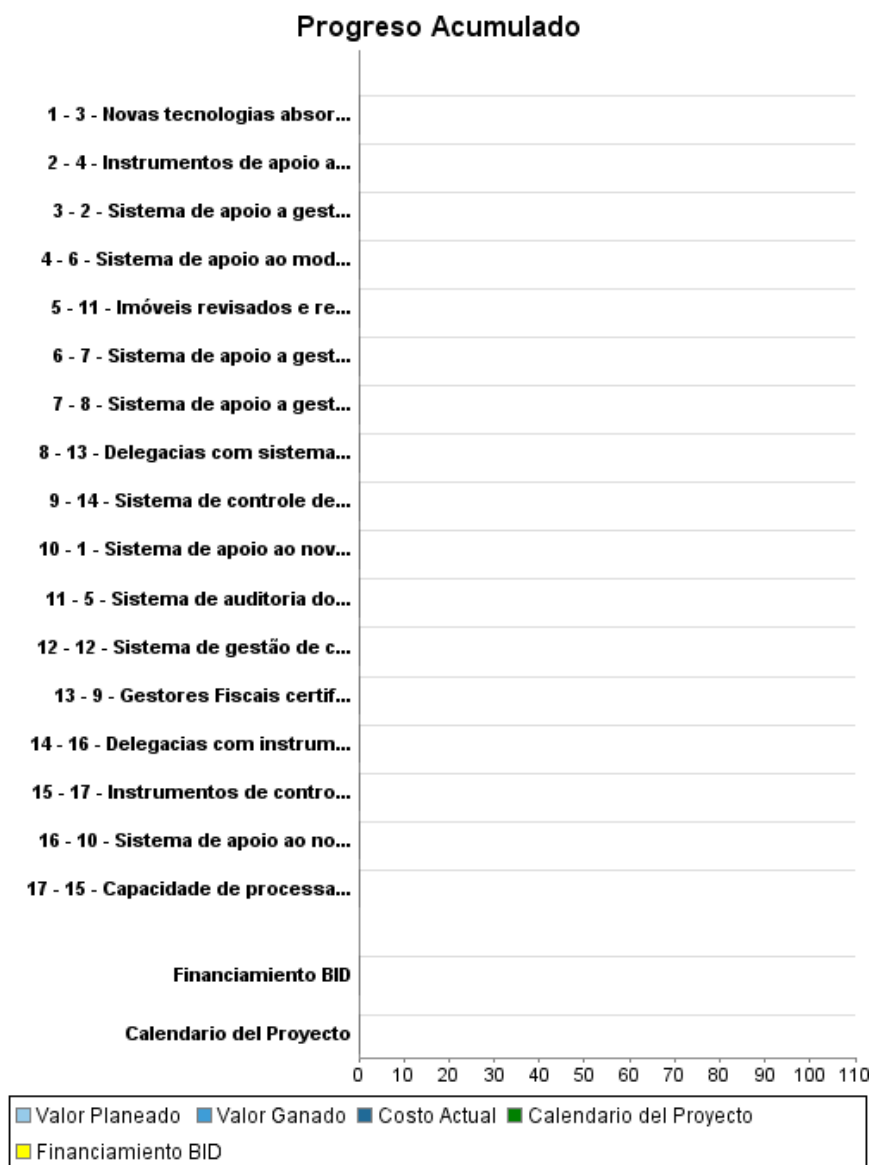 Progreso Acumulado
1 - 3 - Novas tecnologias absor...
2 - 4 - Instrumentos de apoio a...
3 - 2 - Sistema de apoio a gest...
4 - 6 - Sistema de apoio ao mod...
5 - 11 - Imóveis revisados e re...
6 - 7 - Sistema de apoio a gest...
7 - 8 - Sistema de apoio a gest...
8 - 13 - Delegacias com sistema...
9 - 14 - Sistema de controle de...
10 - 1 - Sistema de apoio ao nov...
11 - 5 - Sistema de auditoria do...
12 - 12 - Sistema de gestão de c...
13 - 9 - Gestores Fiscais certif...
14 - 16 - Delegacias com instrum...
15 - 17 - Instrumentos de contro...
16 - 10 - Sistema de apoio ao no...
17 - 15 - Capacidade de processa...
Financiamiento BID
Calendario del Proyecto
0 10 20 30 40 50 60 70 80 90 100 110
Valor Planeado Valor Ganado Costo Actual Calendario del Proyecto
Financiamiento BID